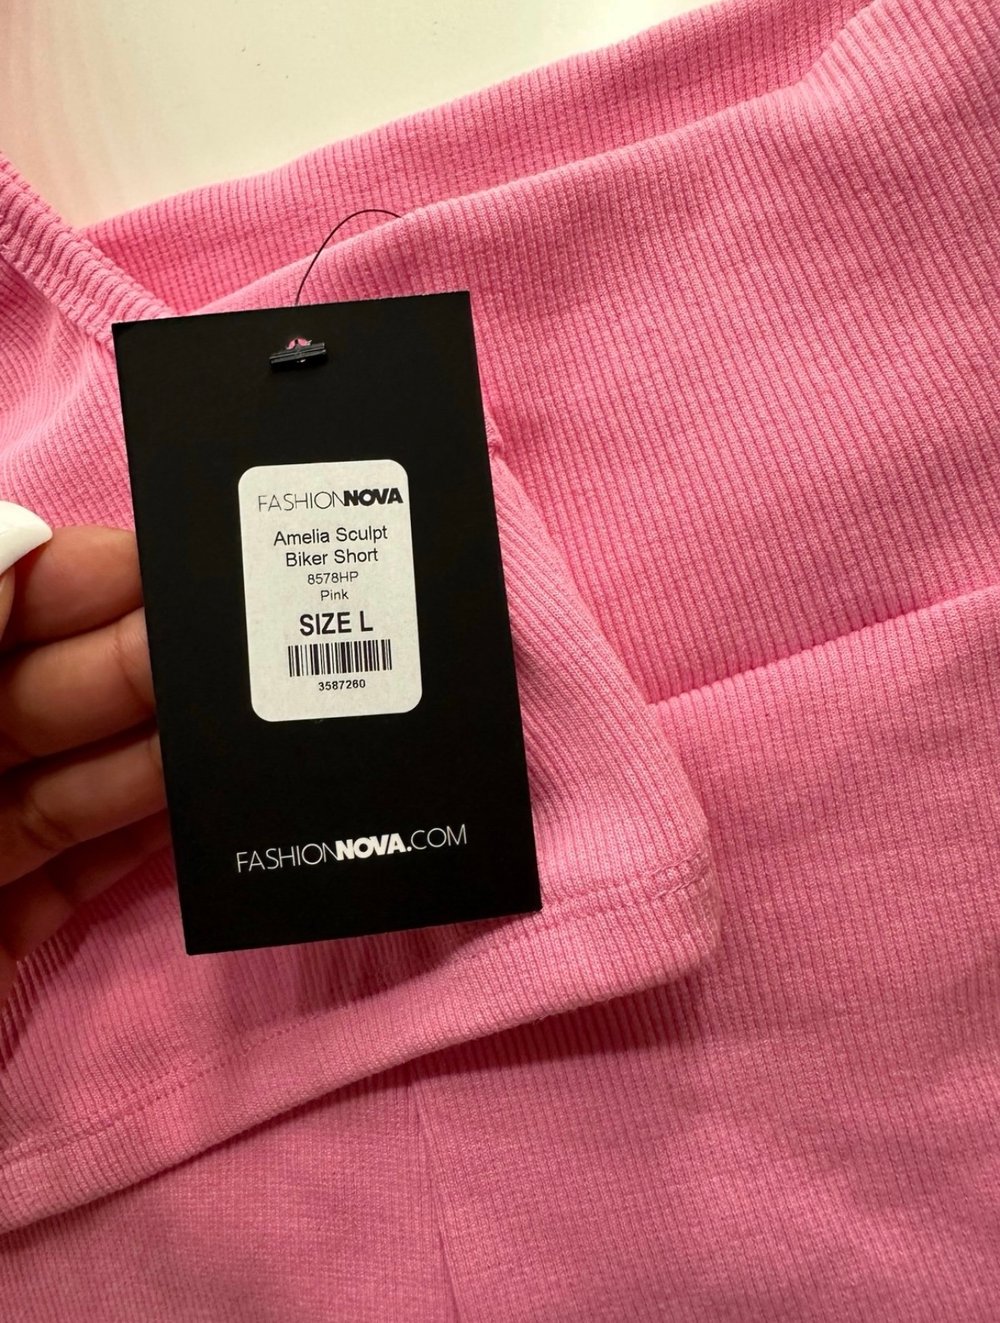 FASHIONNOVA
Amelia Sculpt
Biker Short
8578HP
Pink
SIZE L
3587260
FASHIONNOVA.COM